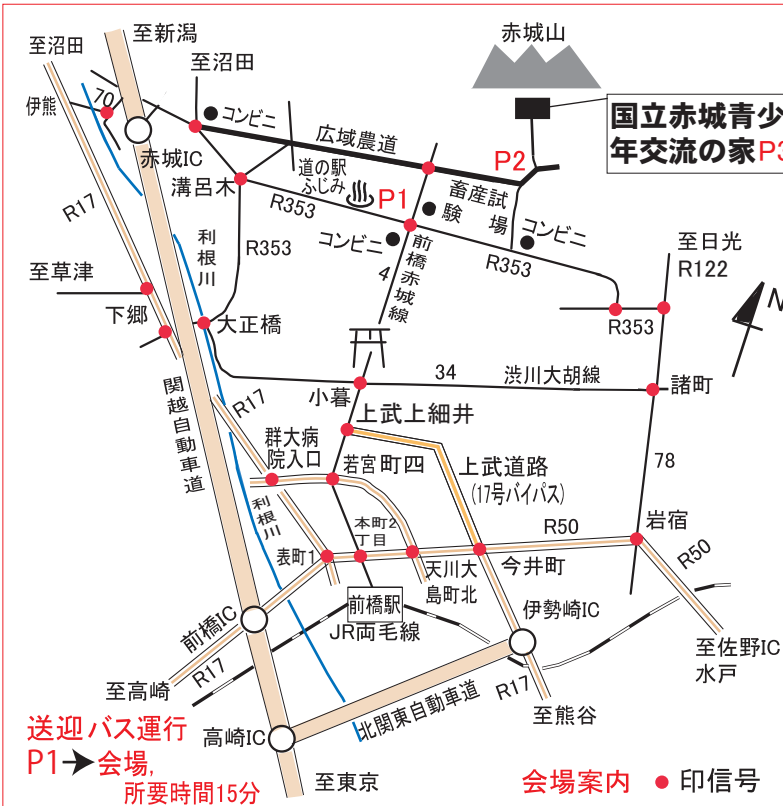 至新潟
赤城山
至沼田
至沼田
伊熊
70
コンビニ
広域農道
国立赤城青少
年交流の家P3
赤城IC
P2
道の駅
ふじみ
P1
畜産試
験
場
溝呂木
R353
コンビニ
コンビニ
R17
利根川
R353
R353
至日光
R122
前橋赤城線
4
N
至草津
下郷
大正橋
R353
34
渋川大胡線
諸町
小暮
関越自動車道
R17
上武上細井
群大病
院入口
若宮町四
上武道路
(17号バイパス)
78
利根川
本町2
丁目
R50
岩宿
表町1
天川大
島町北
今井町
R50
前橋駅
伊勢崎IC
前橋IC
JR両毛線
至佐野IC
水戸
R17
至高崎
R17
至熊谷
北関東自動車道
高崎IC
送迎バス運行
P1→会場,
所要時間15分
至東京
会場案内 ●印信号